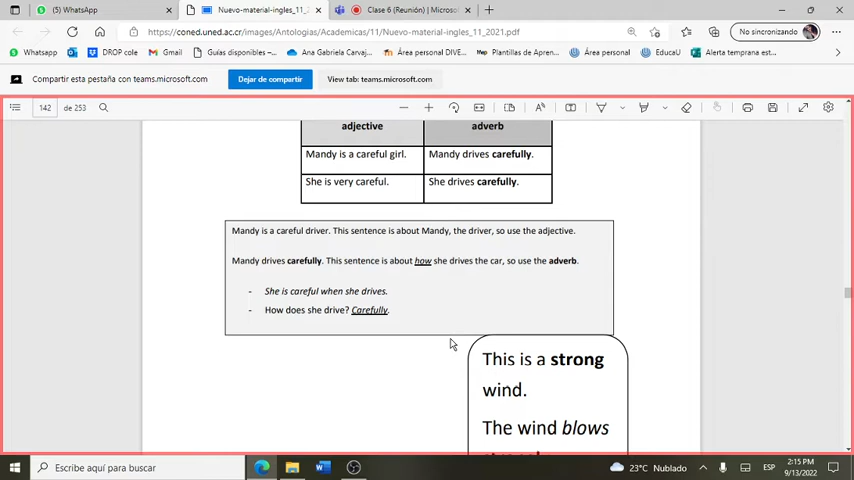 (5) WhatsApp
Nuevo-material-ingles_11_2021.
Clase 6 (Reunión) | Microsof
https://coned.uned.ac.cr/images/Antologias/Academicas/11/Nuevo-material-ingles_11_2021.pdf
No sincronizando
Whatsapp
DROP cole
Gmail
Guías disponibles –...
Ana Gabriela Carvaj...
Área personal DIVE...
Plantillas de Apren...
Área personal
EducaU
Alerta temprana est...
Compartir esta pestaña con teams.microsoft.com
Dejar de compartir
View tab: teams.microsoft.com
142 de 253
adjective adverb
Mandy is a careful girl. Mandy drives carefully.
She is very careful. She drives carefully.
Mandy is a careful driver. This sentence is about Mandy, the driver, so use the adjective.
Mandy drives carefully. This sentence is about how she drives the car, so use the adverb.
- She is careful when she drives.
- How does she drive? Carefully.
This is a strong
wind.
The wind blows
Escribe aquí para buscar
23°C Nublado
ESP
2:15 PM
9/13/2022